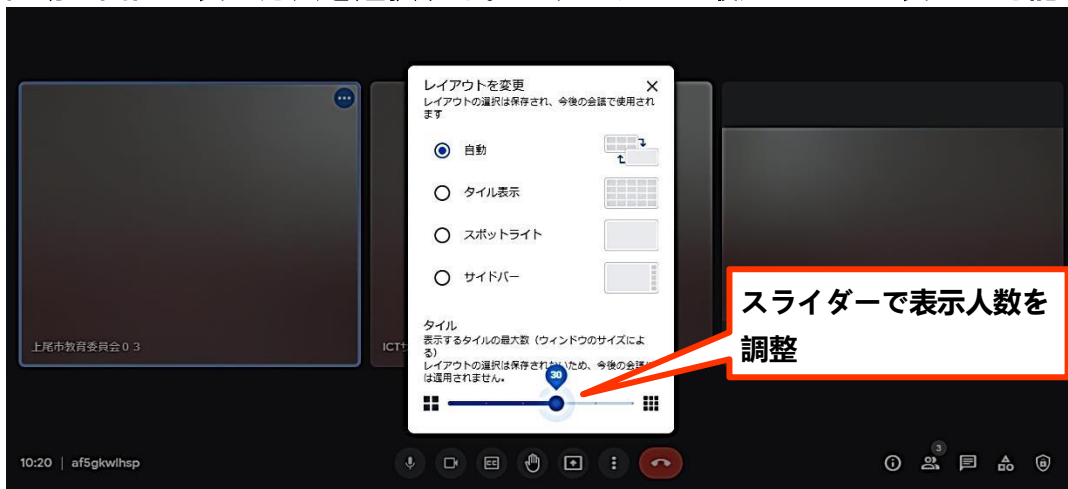 レイアウトを変更
レイアウトの選択は保存され、今後の会議で使用され
ます
自動
タイル表示
スポットライト
サイドバー
スライダーで表示人数を
調整
タイル
表示するタイルの最大数（ウィンドウのサイズによ
る）
レイアウトの選択は保存されないため、今後の会議に
は適用されません。
30
上尾市教育委員会03
ICTサ
10:20 | af5gkwlhsp
3